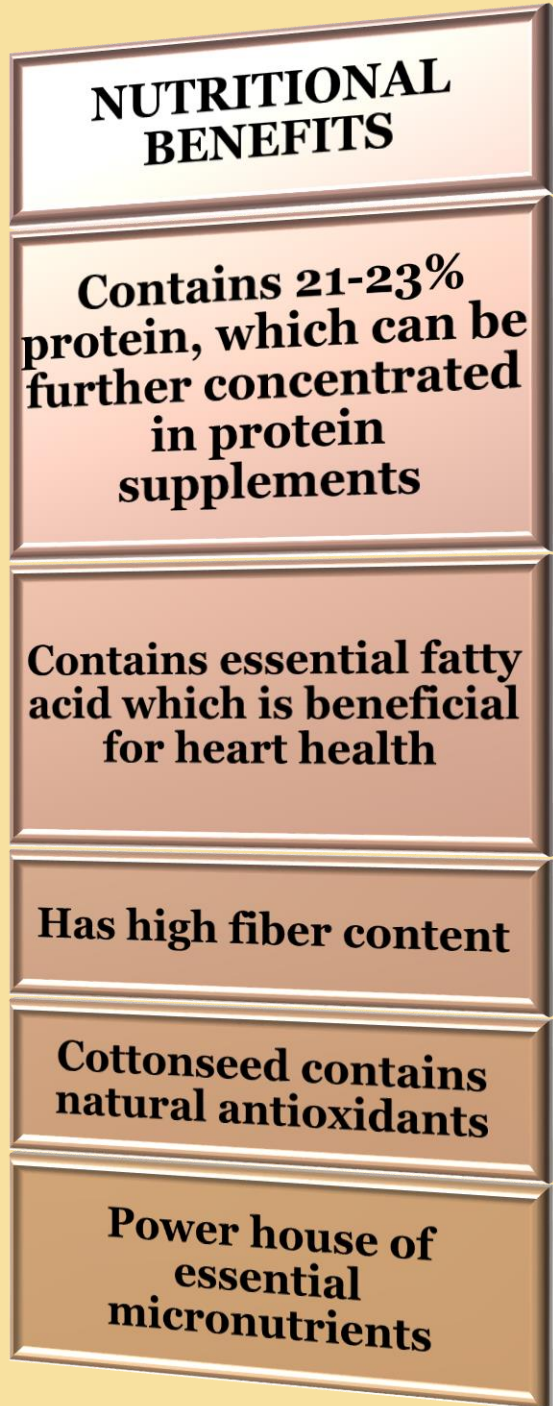 NUTRITIONAL
BENEFITS
Contains 21-23%
protein, which can be
further concentrated
in protein
supplements
Contains essential fatty
acid which is beneficial
for heart health
Has high fiber content
Cottonseed contains
natural antioxidants
Power house of
essential
micronutrients